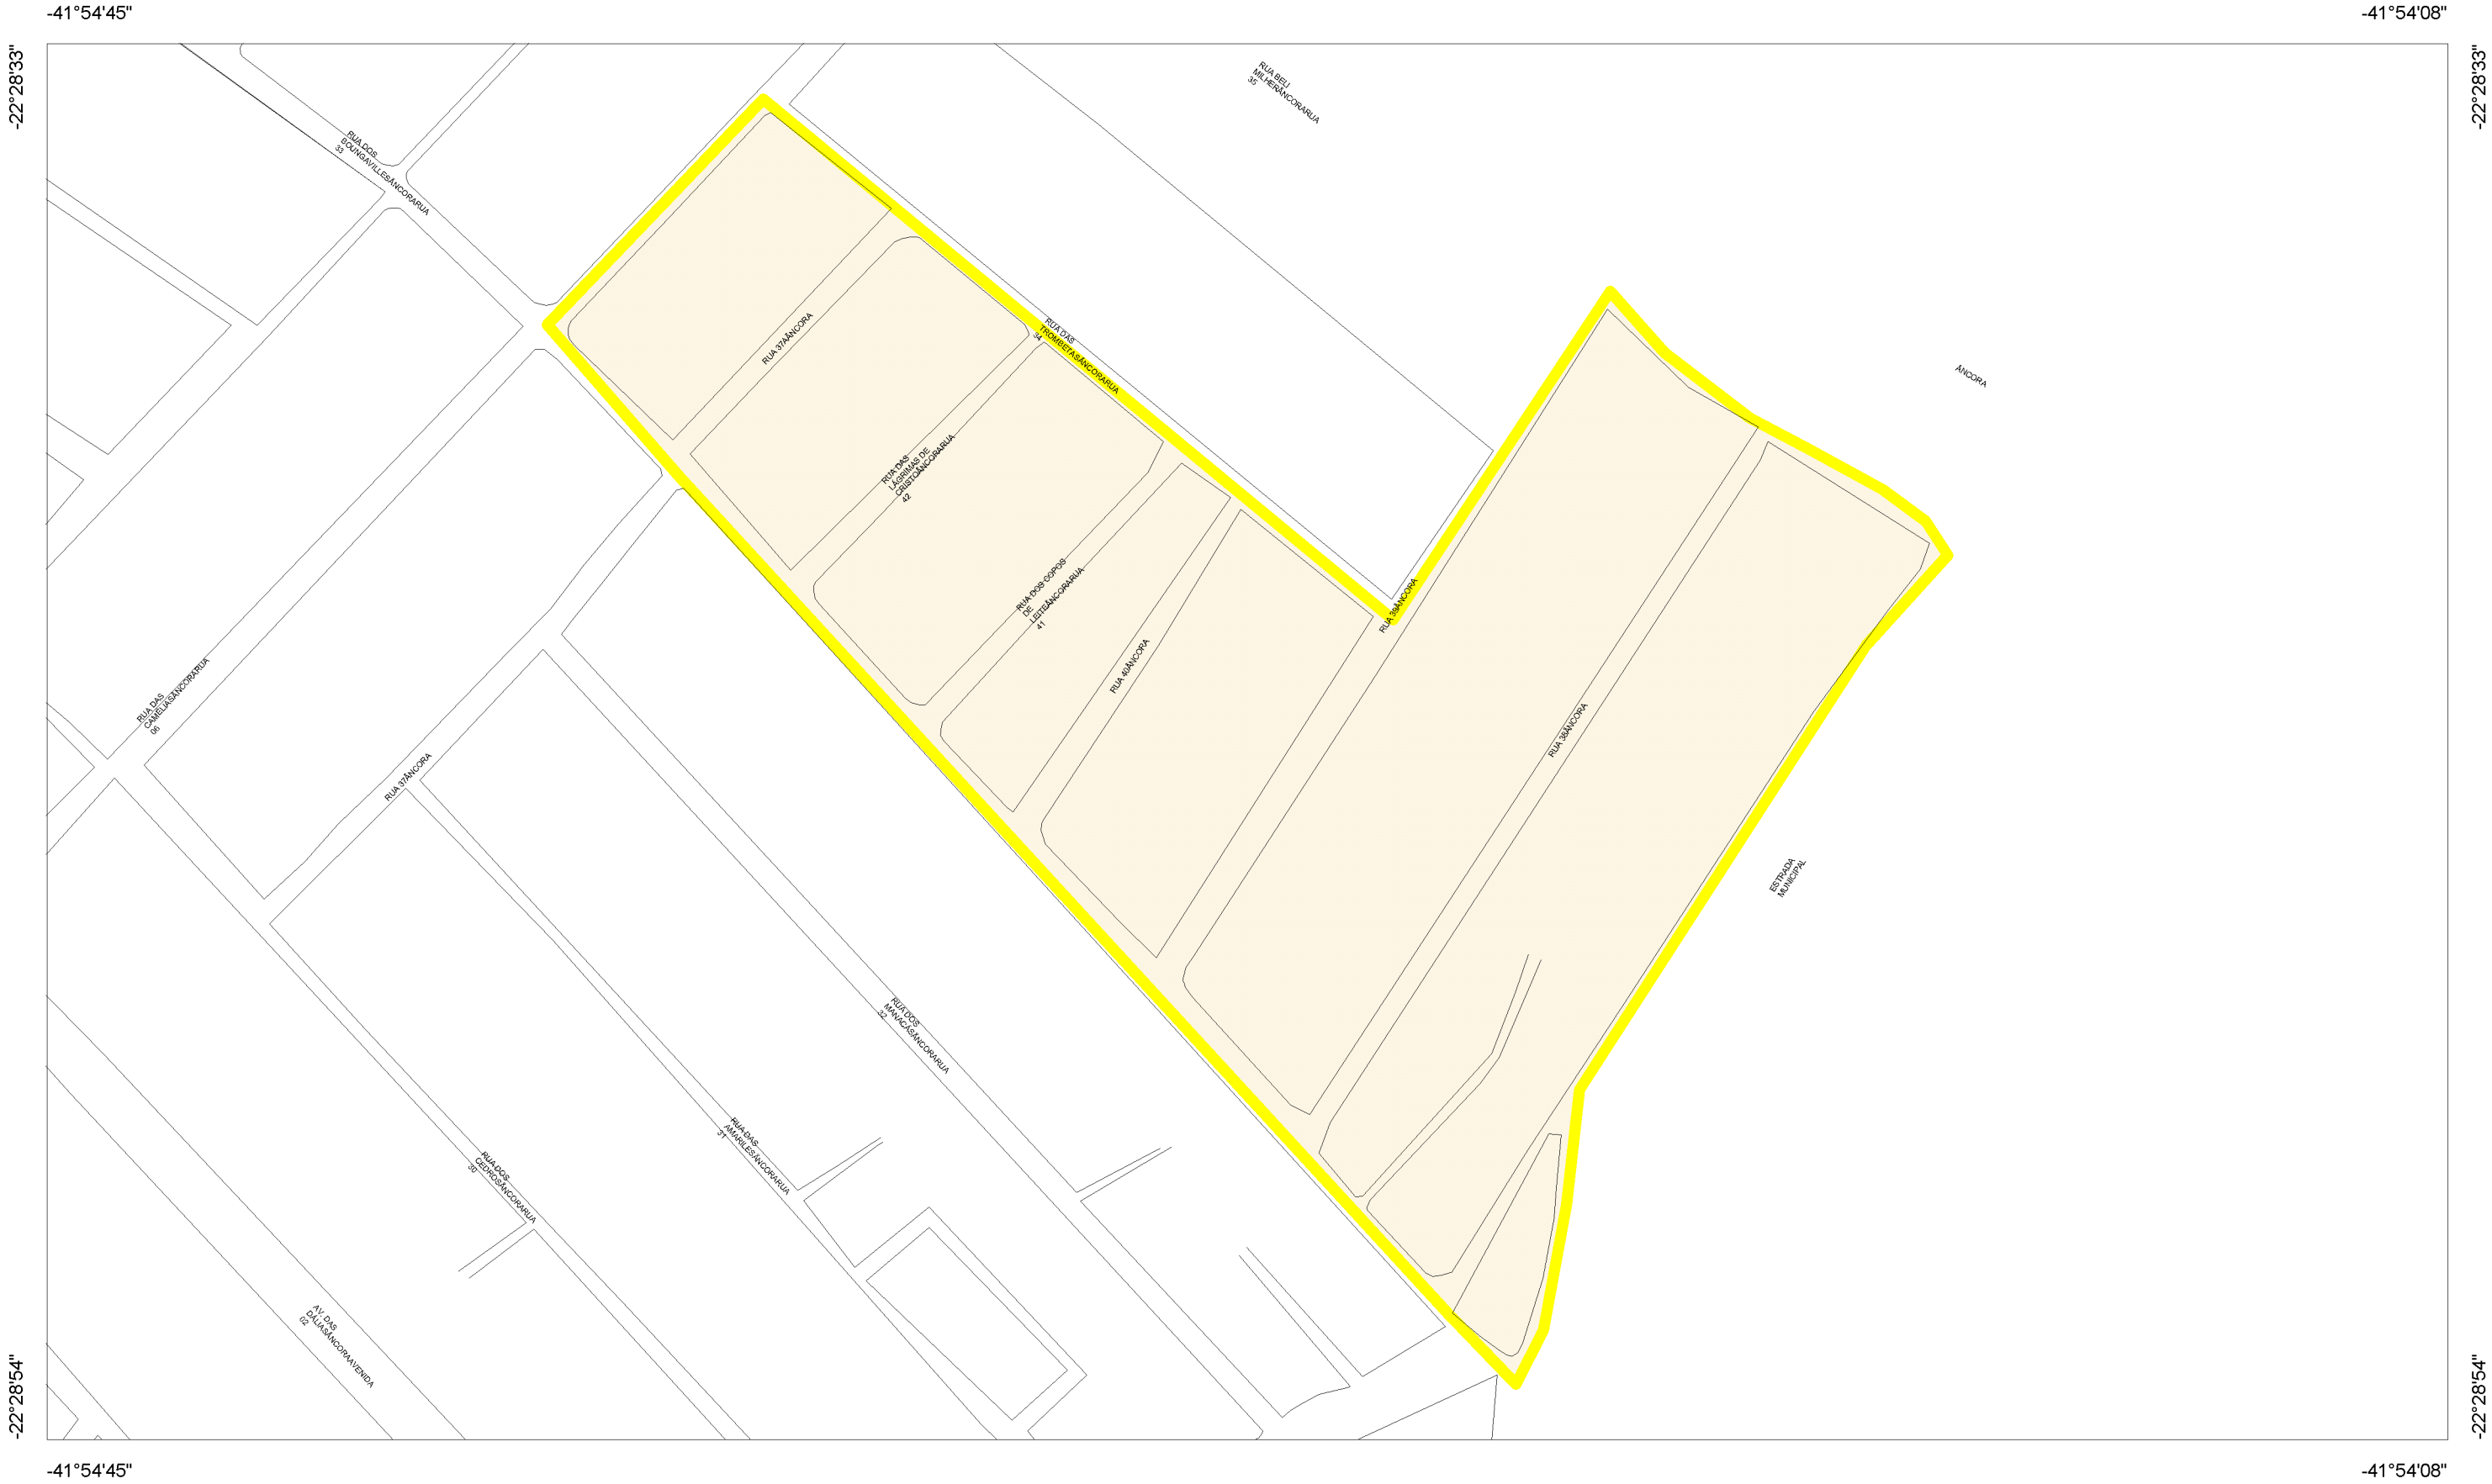 -41°54'45"
-41°54'08"
-22°28'33"
-22°28'33"
RUA BELI
MILHERÂNCORARUA
35
RUA DOS
BOUNGAVILLESÂNCORARUA
33
RUA 37AÂNCORA
RUA DAS
TROMBETASÂNCORARUA
34
ÂNCORA
RUA DAS
LÁGRIMAS DE
CRISTOÂNCORARUA
42
RUA DOS COPOS
DE
LEITEÂNCORARUA
41
RUA 39ÂNCORA
RUA 40ÂNCORA
RUA DAS
CAMÉLIASÂNCORARUA
06
RUA 37ÂNCORA
RUA 38ÂNCORA
ESTRADA
MUNICIPAL
RUA DOS
MANACÁSÂNCORARUA
32
RUA DAS
AMARILESÂNCORARUA
31
RUA DOS
CEDROSÂNCORARUA
30
AV. DAS
DÁLIASÂNCORAAVENIDA
02
-22°28'54"
-22°28'54"
-41°54'45"
-41°54'08"